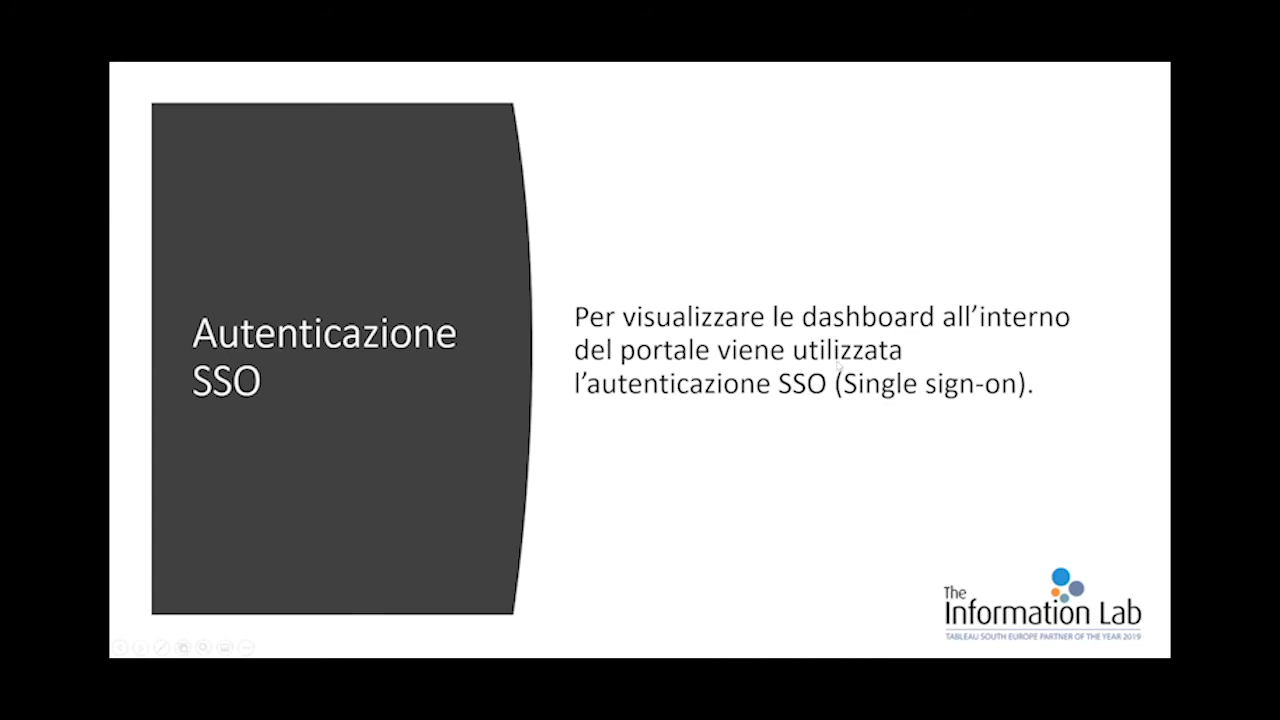 Autenticazione
SSO
Per visualizzare le dashboard all’interno
del portale viene utilizzata
l’autenticazione SSO (Single sign-on).
The
Information Lab
TABLEAU SOUTH EUROPE PARTNER OF THE YEAR 2019